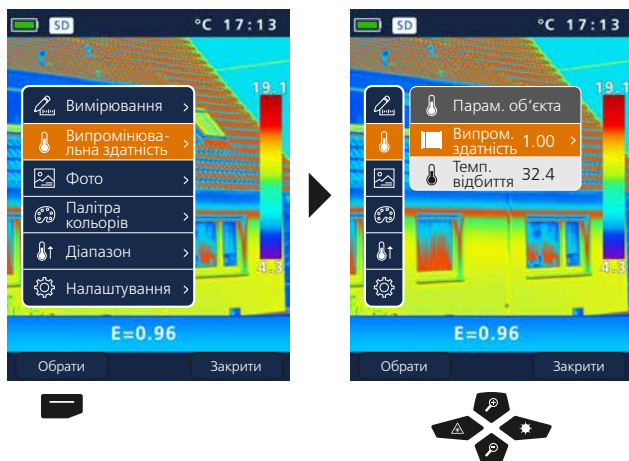 SD °C 17:13
19.1
Вимірювання
Випромінюва-
льна здатність
Фото
Палітра
кольорів
Діапазон
Налаштування
4.3
E=0.96
Обрати Закрити
SD °C 17:13
19.1
Парам. об‘єкта
Випром.
здатність 1.00
Темп.
відбиття 32.4
4.3
E=0.96
Обрати Закрити